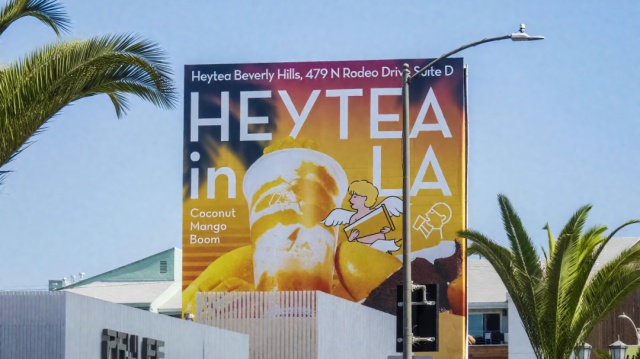 Heytea Beverly Hills, 479 N Rodeo Drive Suite D
HEYTEA
in LA
Coconut
Mango
Boom